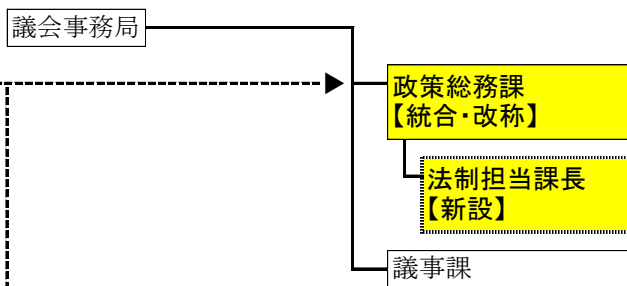 議会事務局
政策総務課
【統合・改称】
法制担当課長
【新設】
議事課